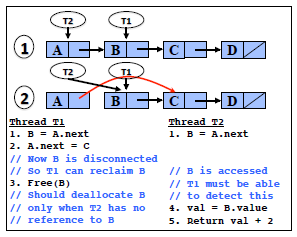 T2 T1
1 A B C D
T2 T1
2 A B C D
Thread T1 Thread T2
1. B = A.next 1. B = A.next
2. A.next = C
// Now B is disconnected
// So T1 can reclaim B // B is accessed
3. Free(B) // T1 must be able
// Should deallocate B // to detect this
// only when T2 has no 4. val = B.value
// reference to B 5. Return val + 2